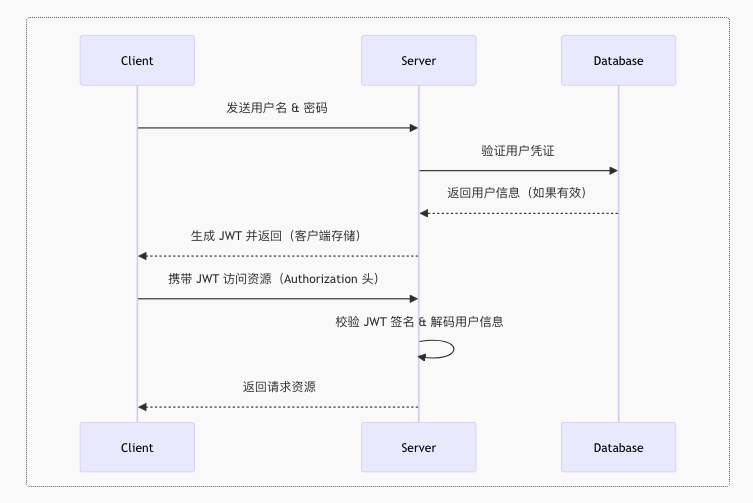 Client Server Database
发送用户名 & 密码
验证用户凭证
返回用户信息（如果有效）
生成 JWT 并返回（客户端存储）
携带 JWT 访问资源（Authorization 头）
校验 JWT 签名 & 解码用户信息
返回请求资源
Client Server Database